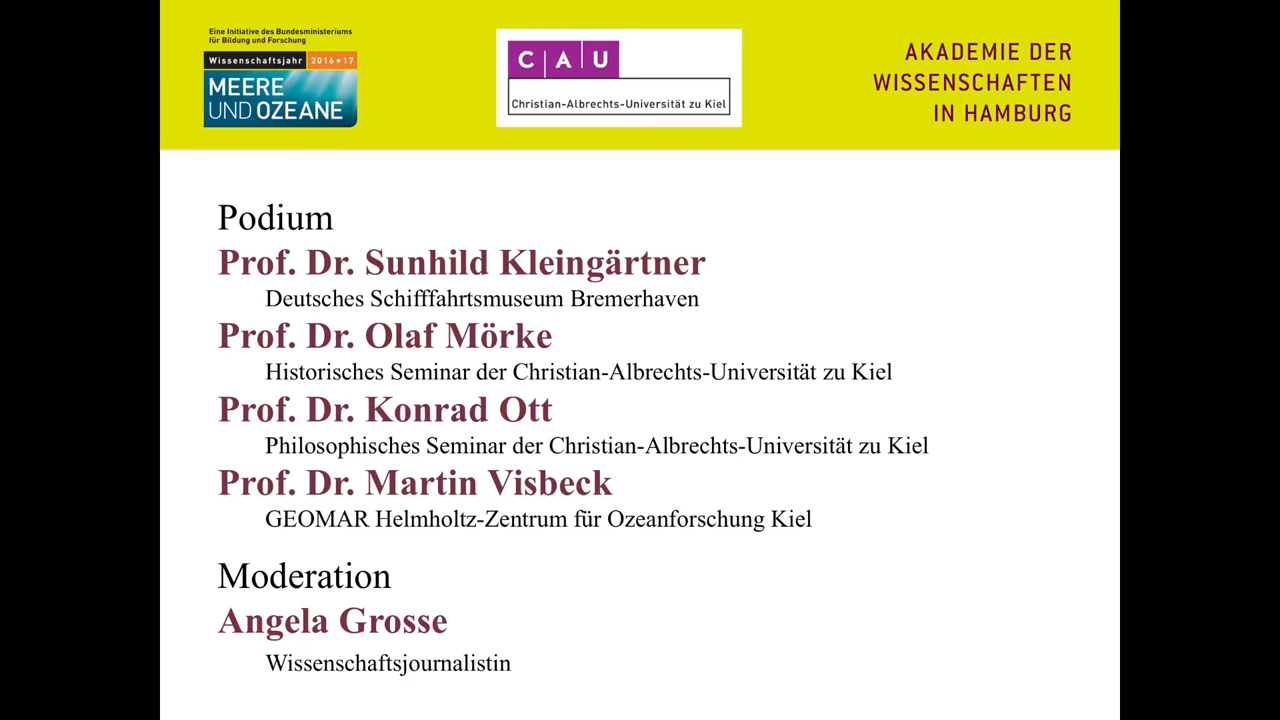 Eine Initiative des Bundesministeriums
für Bildung und Forschung
Wissenschaftsjahr 2016*17
MEERE
UND OZEANE
CAU
Christian-Albrechts-Universität zu Kiel
AKADEMIE DER
WISSENSCHAFTEN
IN HAMBURG
Podium
Prof. Dr. Sunhild Kleingärtner
Deutsches Schifffahrtsmuseum Bremerhaven
Prof. Dr. Olaf Mörke
Historisches Seminar der Christian-Albrechts-Universität zu Kiel
Prof. Dr. Konrad Ott
Philosophisches Seminar der Christian-Albrechts-Universität zu Kiel
Prof. Dr. Martin Visbeck
GEOMAR Helmholtz-Zentrum für Ozeanforschung Kiel
Moderation
Angela Grosse
Wissenschaftsjournalistin